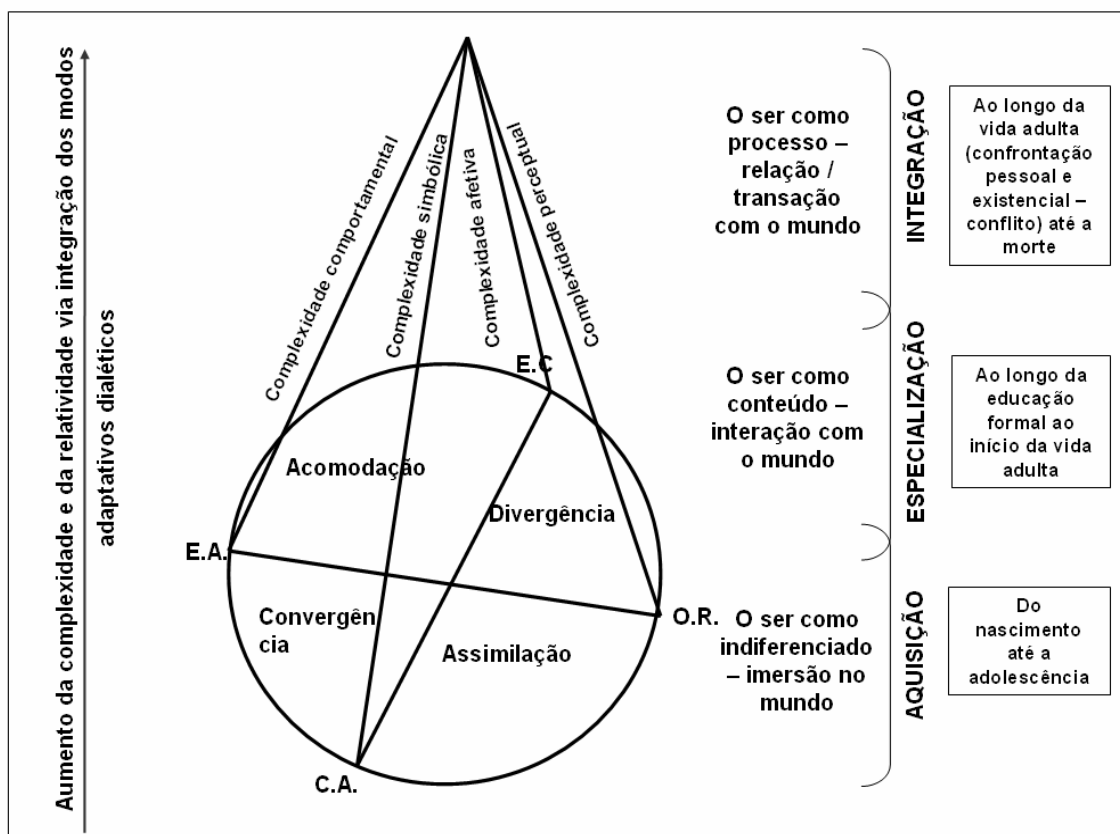 Aumento da complexidade e da relatividade via integração dos modos
adaptativos dialéticos
Complexidade comportamental
Complexidade simbólica
Complexidade afetiva
Complexidade perceptual
E.C
Acomodação
Divergência
E.A.
O.R.
Convergên
cia
Assimilação
C.A.
O ser como
processo –
relação /
transação
com o mundo
INTEGRAÇÃO
Ao longo da
vida adulta
(confrontação
pessoal e
existencial –
conflito) até a
morte
O ser como
conteúdo –
interação com
o mundo
ESPECIALIZAÇÃO
Ao longo da
educação
formal ao
início da vida
adulta
O ser como
indiferenciado
– imersão no
mundo
AQUISIÇÃO
Do
nascimento
até a
adolescência